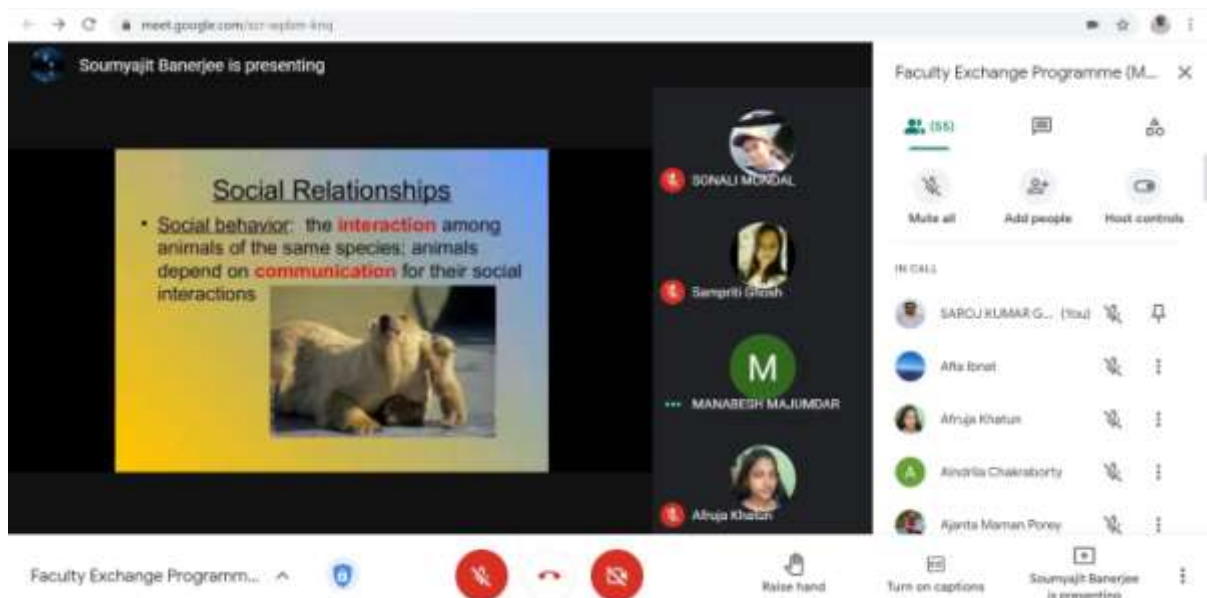 meet.google.com/
Soumyajit Banerjee is presenting
Social Relationships
• Social behavior: the interaction among
animals of the same species; animals
depend on communication for their social
interactions
SONALI MONDAL
Sampriti Ghosh
M
MANABESH MAJUMDAR
Afruja Khatun
Faculty Exchange Programme (M...
(55)
Mute all
Add people
Host controls
IN CALL
SAROJ KUMAR G... (You)
Afia Ibnat
Afruja Khatun
A
Aindrila Chakraborty
Ajanta Maman Porey
Faculty Exchange Programm...
Raise hand
Turn on captions
Soumyajit Banerjee
is presenting